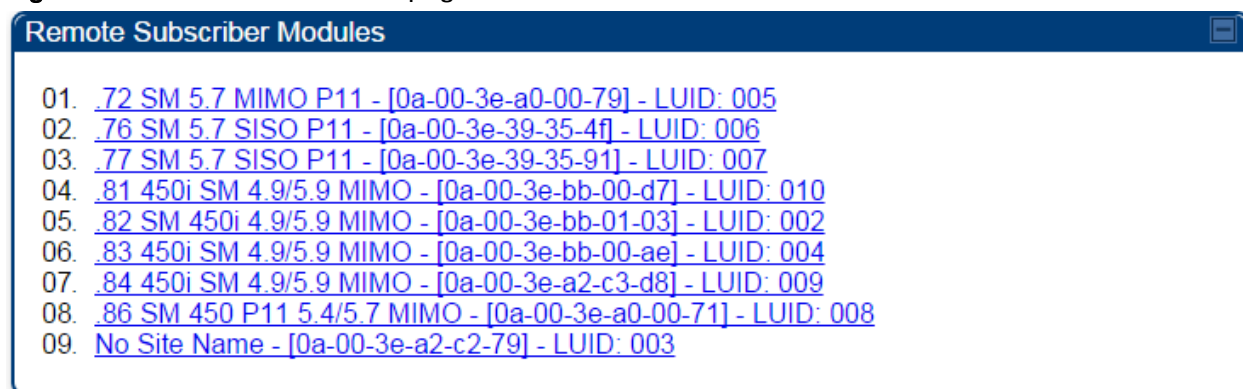 Remote Subscriber Modules
01. .72 SM 5.7 MIMO P11 - [0a-00-3e-a0-00-79] - LUID: 005
02. .76 SM 5.7 SISO P11 - [0a-00-3e-39-35-4f] - LUID: 006
03. .77 SM 5.7 SISO P11 - [0a-00-3e-39-35-91] - LUID: 007
04. .81 450i SM 4.9/5.9 MIMO - [0a-00-3e-bb-00-d7] - LUID: 010
05. .82 SM 450i 4.9/5.9 MIMO - [0a-00-3e-bb-01-03] - LUID: 002
06. .83 450i SM 4.9/5.9 MIMO - [0a-00-3e-bb-00-ae] - LUID: 004
07. .84 450i SM 4.9/5.9 MIMO - [0a-00-3e-a2-c3-d8] - LUID: 009
08. .86 SM 450 P11 5.4/5.7 MIMO - [0a-00-3e-a0-00-71] - LUID: 008
09. No Site Name - [0a-00-3e-a2-c2-79] - LUID: 003